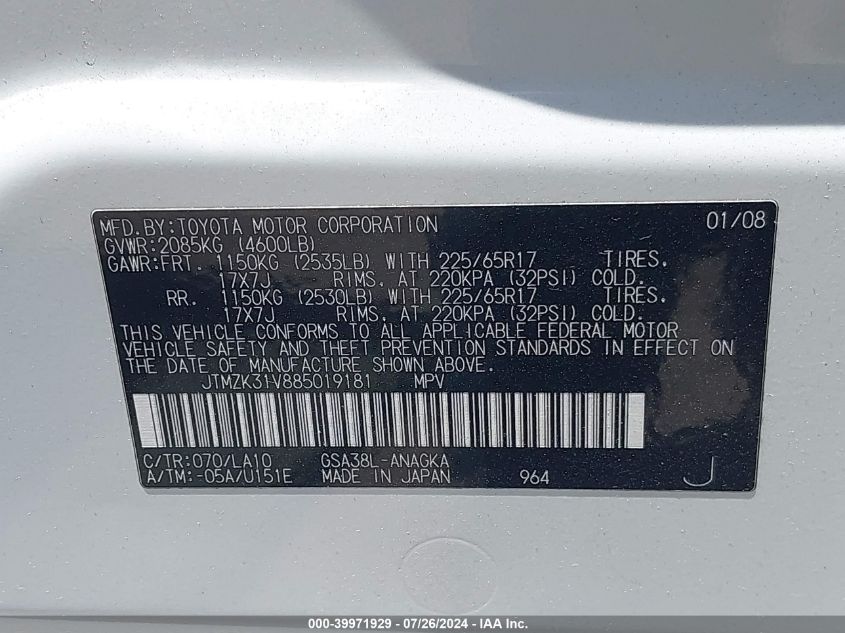 MFD.BY:TOYOTA MOTOR CORPORATION 01/08
GVWR:2085KG (4600LB)
GAWR:FRT. 1150KG (2535LB) WITH 225/65R17 TIRES.
17X7J RIMS, AT 220KPA (32PSI) COLD.
RR. 1150KG (2530LB) WITH 225/65R17 TIRES.
17X7J RIMS, AT 220KPA (32PSI) COLD.
THIS VEHICLE CONFORMS TO ALL APPLICABLE FEDERAL MOTOR
VEHICLE SAFETY AND THEFT PREVENTION STANDARDS IN EFFECT ON
THE DATE OF MANUFACTURE SHOWN ABOVE.
JTMZK31V885019181 MPV
C/TR:070/LA10 GSA38L-ANAGKA
A/TM:-05A/U151E MADE IN JAPAN 964 J
000-39971929 - 07/26/2024 - IAA Inc.